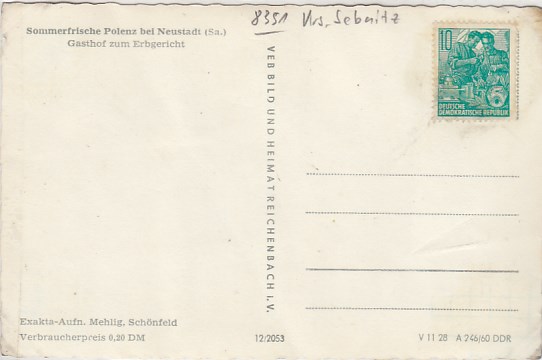 8351 Krs. Sebnitz
Sommerfrische Polenz bei Neustadt (Sa.)
Gasthof zum Erbgericht
10
DEUTSCHE
DEMOKRATISCHE REPUBLIK
VEB BILD UND HEIMAT REICHENBACH I. V.
Exakta-Aufn. Mehlig, Schönfeld
Verbraucherpreis 0,20 DM
12/2053
V 11 28 A 246/60 DDR